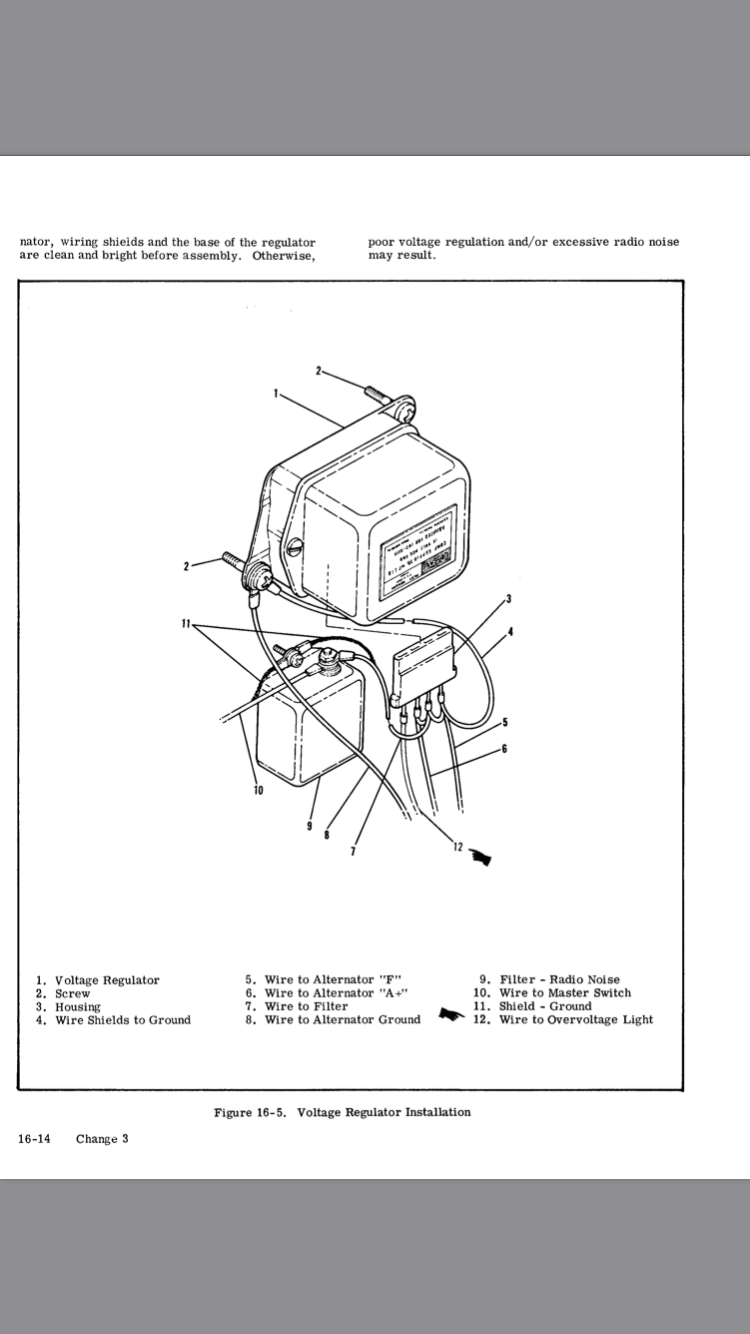 nator, wiring shields and the base of the regulator
are clean and bright before assembly. Otherwise,
poor voltage regulation and/or excessive radio noise
may result.
2
1
2
3
11
4
5
6
10
9
8
7
12
1. Voltage Regulator
2. Screw
3. Housing
4. Wire Shields to Ground
5. Wire to Alternator "F"
6. Wire to Alternator "A+"
7. Wire to Filter
8. Wire to Alternator Ground
9. Filter - Radio Noise
10. Wire to Master Switch
11. Shield - Ground
12. Wire to Overvoltage Light
Figure 16-5. Voltage Regulator Installation
16-14 Change 3